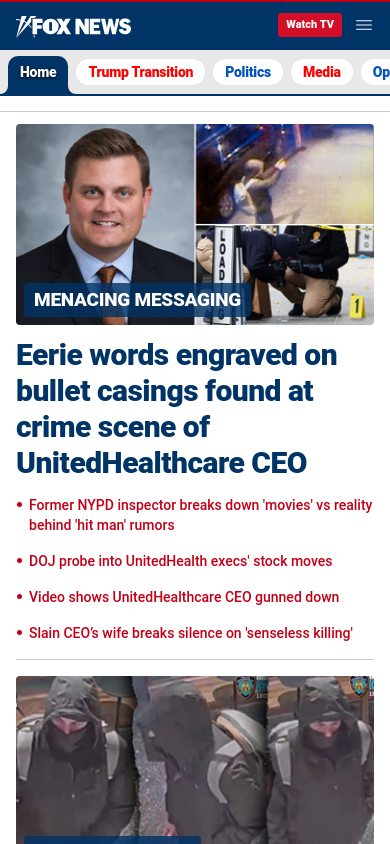 FOX NEWS
Watch TV
Home
Trump Transition
Politics
Media
Op
LOAD
NG
1
MENACING MESSAGING
Eerie words engraved on
bullet casings found at
crime scene of
UnitedHealthcare CEO
Former NYPD inspector breaks down 'movies' vs reality
behind 'hit man' rumors
DOJ probe into UnitedHealth execs' stock moves
Video shows UnitedHealthcare CEO gunned down
Slain CEO’s wife breaks silence on 'senseless killing'